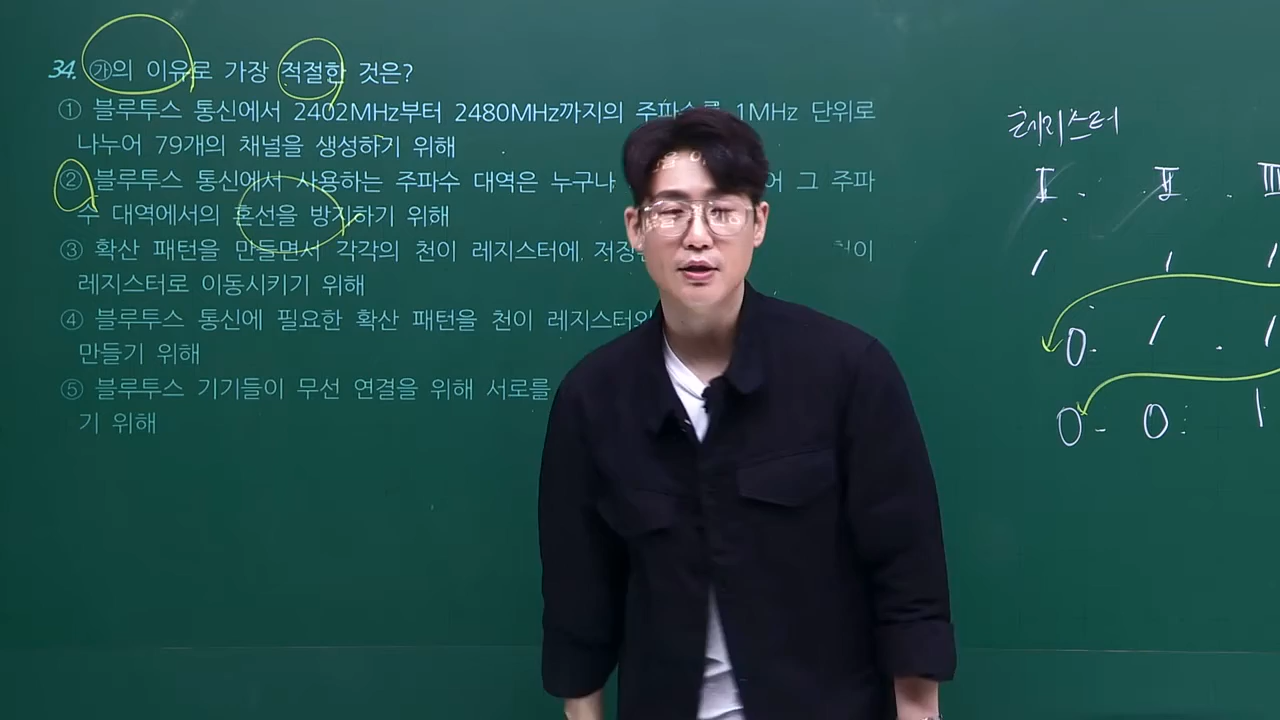 34. ㉮의 이유로 가장 적절한 것은?
① 블루투스 통신에서 2402MHz부터 2480MHz까지의 주파수를 1MHz 단위로
나누어 79개의 채널을 생성하기 위해
② 블루투스 통신에서 사용하는 주파수 대역은 누구나 어 그 주파
수 대역에서의 혼선을 방지하기 위해
③ 확산 패턴을 만들면서 각각의 천이 레지스터에 천이
레지스터로 이동시키기 위해
④ 블루투스 통신에 필요한 확산 패턴을 천이 레지스터
만들기 위해
⑤ 블루투스 기기들이 무선 연결을 위해 서로를
기 위해
레지스터
Ⅰ Ⅱ Ⅲ
1 1 1
0 1 1
0 0 1